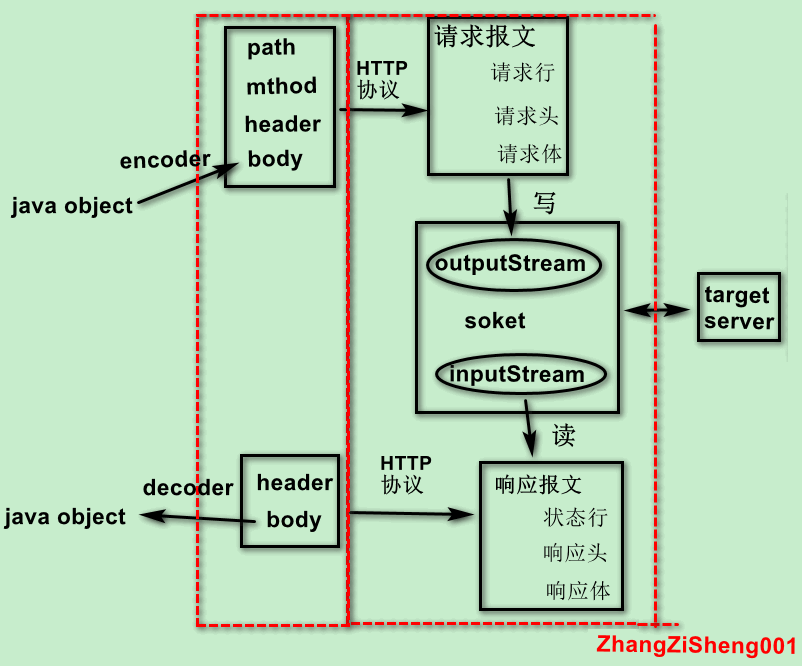 path
mthod
header
body
encoder
java object
HTTP
协议
请求报文
请求行
请求头
请求体
写
outputStream
soket
inputStream
target
server
读
HTTP
协议
decoder
java object
header
body
响应报文
状态行
响应头
响应体
ZhangZiSheng001